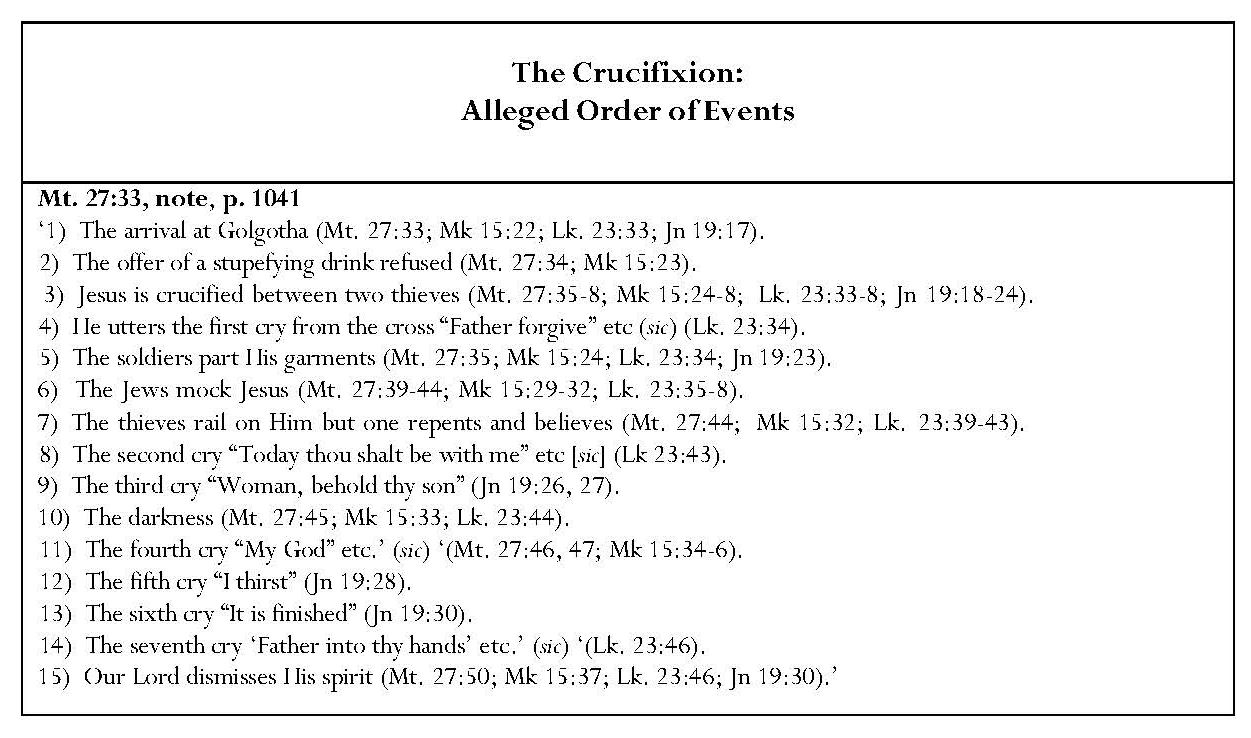 The Crucifixion:
Alleged Order of Events
Mt. 27:33, note, p. 1041
‘1) The arrival at Golgotha (Mt. 27:33; Mk 15:22; Lk. 23:33; Jn 19:17).
2) The offer of a stupefying drink refused (Mt. 27:34; Mk 15:23).
3) Jesus is crucified between two thieves (Mt. 27:35-8; Mk 15:24-8; Lk. 23:33-8; Jn 19:18-24).
4) He utters the first cry from the cross “Father forgive” etc (sic) (Lk. 23:34).
5) The soldiers part His garments (Mt. 27:35; Mk 15:24; Lk. 23:34; Jn 19:23).
6) The Jews mock Jesus (Mt. 27:39-44; Mk 15:29-32; Lk. 23:35-8).
7) The thieves rail on Him but one repents and believes (Mt. 27:44; Mk 15:32; Lk. 23:39-43).
8) The second cry “Today thou shalt be with me” etc [sic] (Lk 23:43).
9) The third cry “Woman, behold thy son” (Jn 19:26, 27).
10) The darkness (Mt. 27:45; Mk 15:33; Lk. 23:44).
11) The fourth cry “My God” etc.’ (sic) ‘(Mt. 27:46, 47; Mk 15:34-6).
12) The fifth cry “I thirst” (Jn 19:28).
13) The sixth cry “It is finished” (Jn 19:30).
14) The seventh cry ‘Father into thy hands’ etc.’ (sic) ‘(Lk. 23:46).
15) Our Lord dismisses His spirit (Mt. 27:50; Mk 15:37; Lk. 23:46; Jn 19:30).’